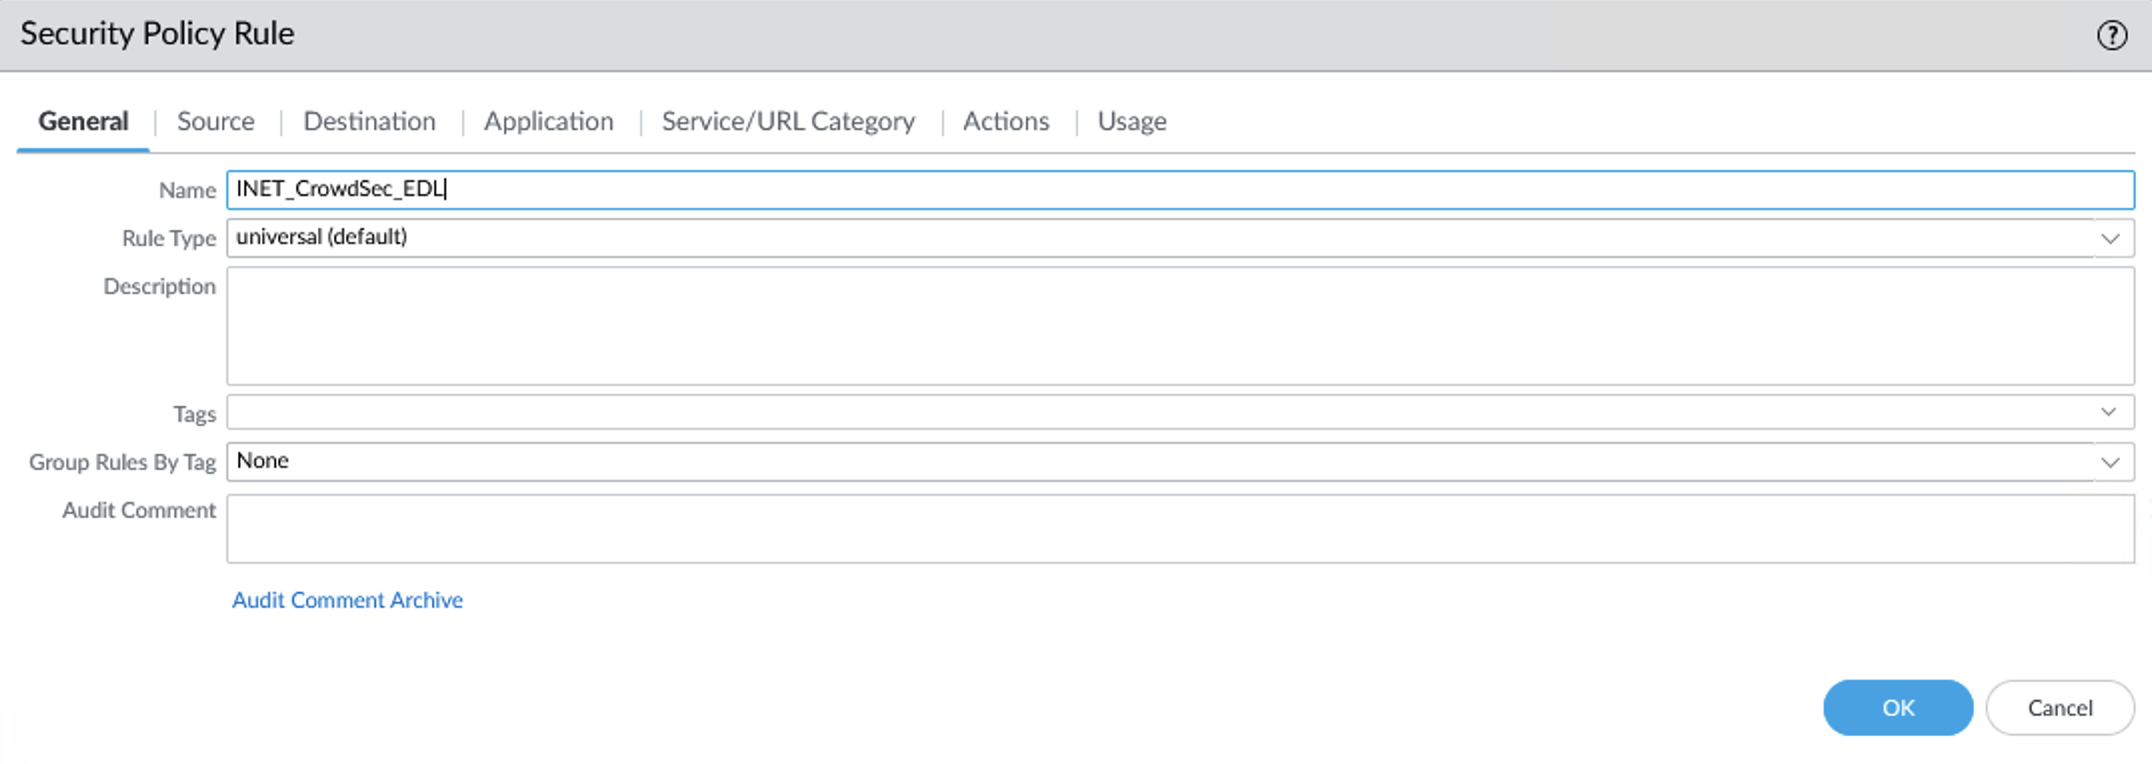 Security Policy Rule ?
General Source Destination Application Service/URL Category Actions Usage
Name INET_CrowdSec_EDL
Rule Type universal (default)
Description
Tags
Group Rules By Tag None
Audit Comment
Audit Comment Archive
OK Cancel